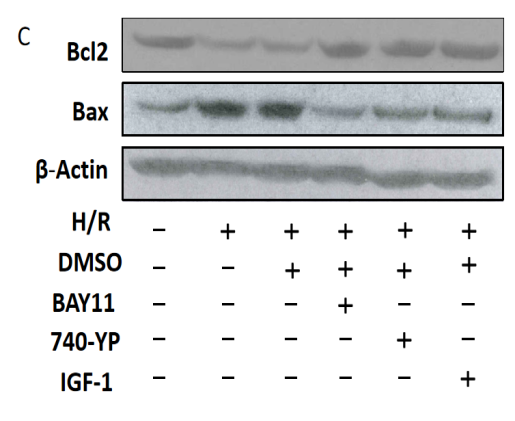 C
Bcl2
Bax
β-Actin
H/R − + + + + +
DMSO − − + + + +
BAY11 − − − + − −
740-YP − − − − + −
IGF-1 − − − − − +